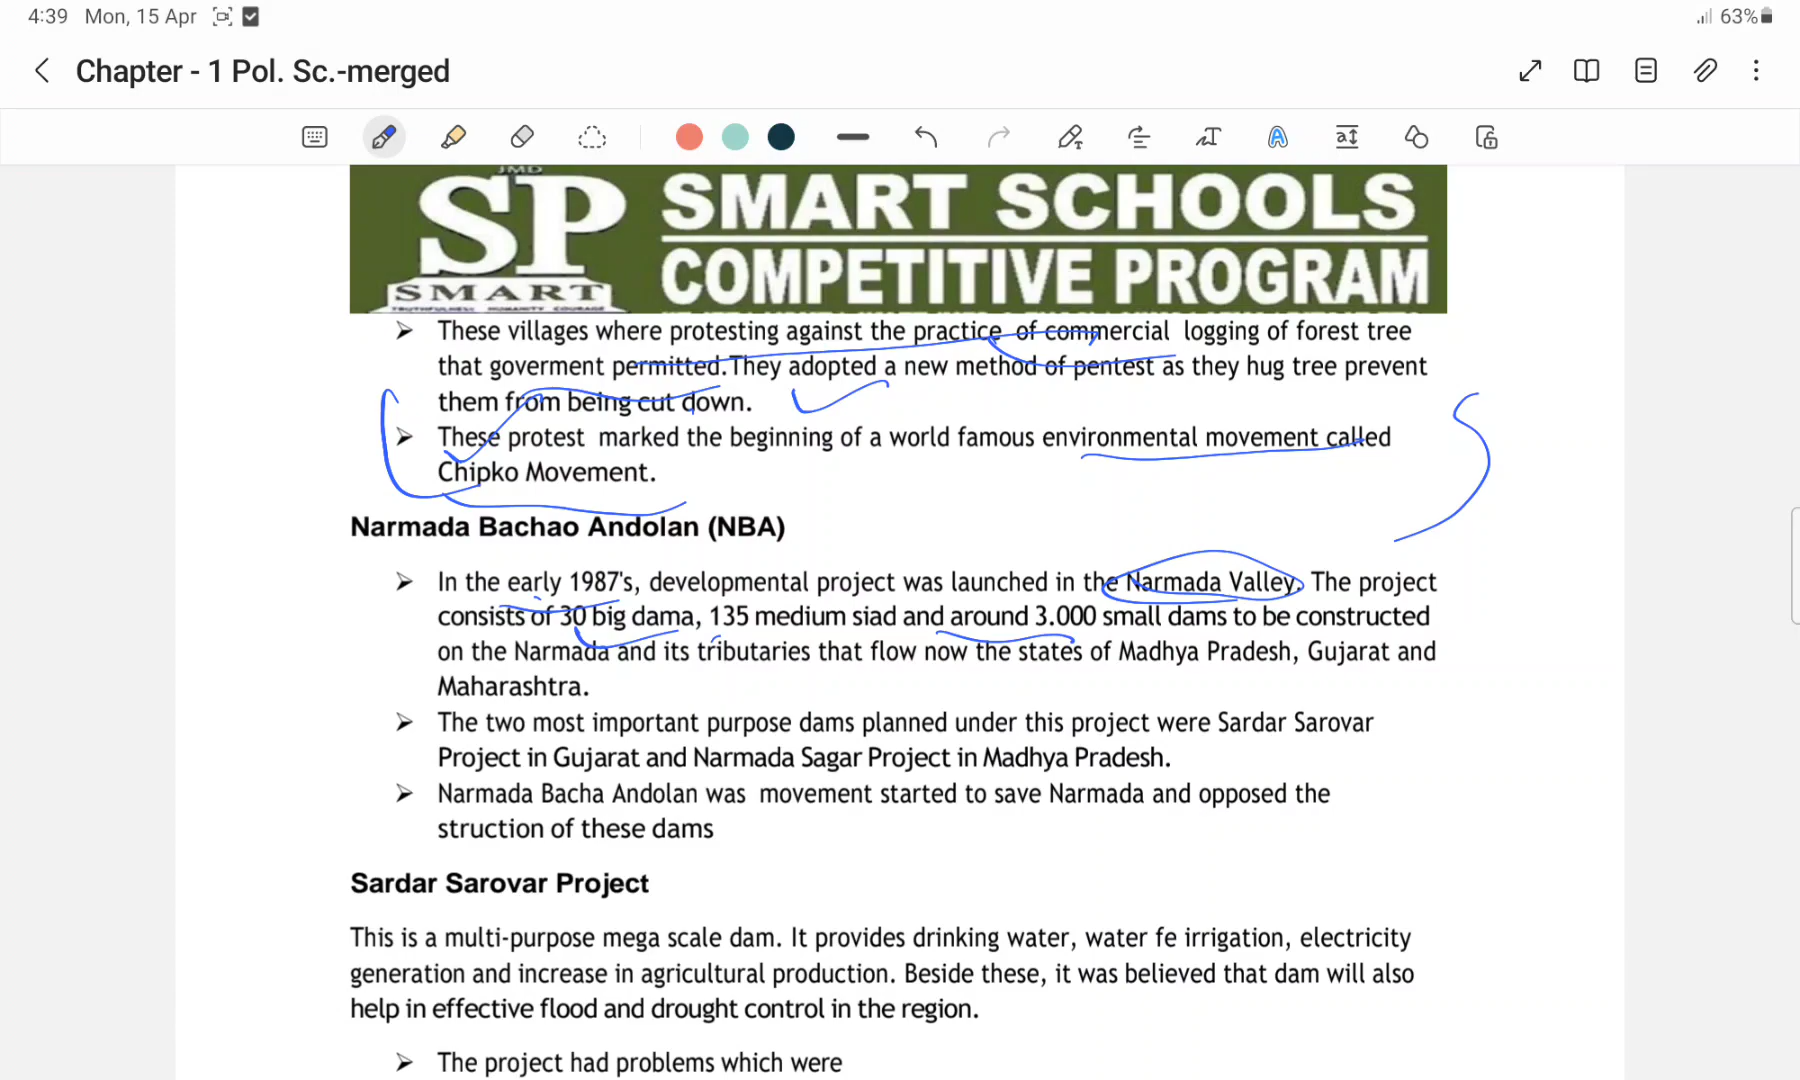 4:39 Mon, 15 Apr 63%
Chapter - 1 Pol. Sc.-merged
JMD
SP SMART SCHOOLS
COMPETITIVE PROGRAM
SMART
These villages where protesting against the practice of commercial logging of forest tree
that goverment permitted.They adopted a new method of pentest as they hug tree prevent
them from being cut down.
These protest marked the beginning of a world famous environmental movement called
Chipko Movement.
Narmada Bachao Andolan (NBA)
In the early 1987's, developmental project was launched in the Narmada Valley. The project
consists of 30 big dama, 135 medium siad and around 3.000 small dams to be constructed
on the Narmada and its tributaries that flow now the states of Madhya Pradesh, Gujarat and
Maharashtra.
The two most important purpose dams planned under this project were Sardar Sarovar
Project in Gujarat and Narmada Sagar Project in Madhya Pradesh.
Narmada Bacha Andolan was movement started to save Narmada and opposed the
struction of these dams
Sardar Sarovar Project
This is a multi-purpose mega scale dam. It provides drinking water, water fe irrigation, electricity
generation and increase in agricultural production. Beside these, it was believed that dam will also
help in effective flood and drought control in the region.
The project had problems which were